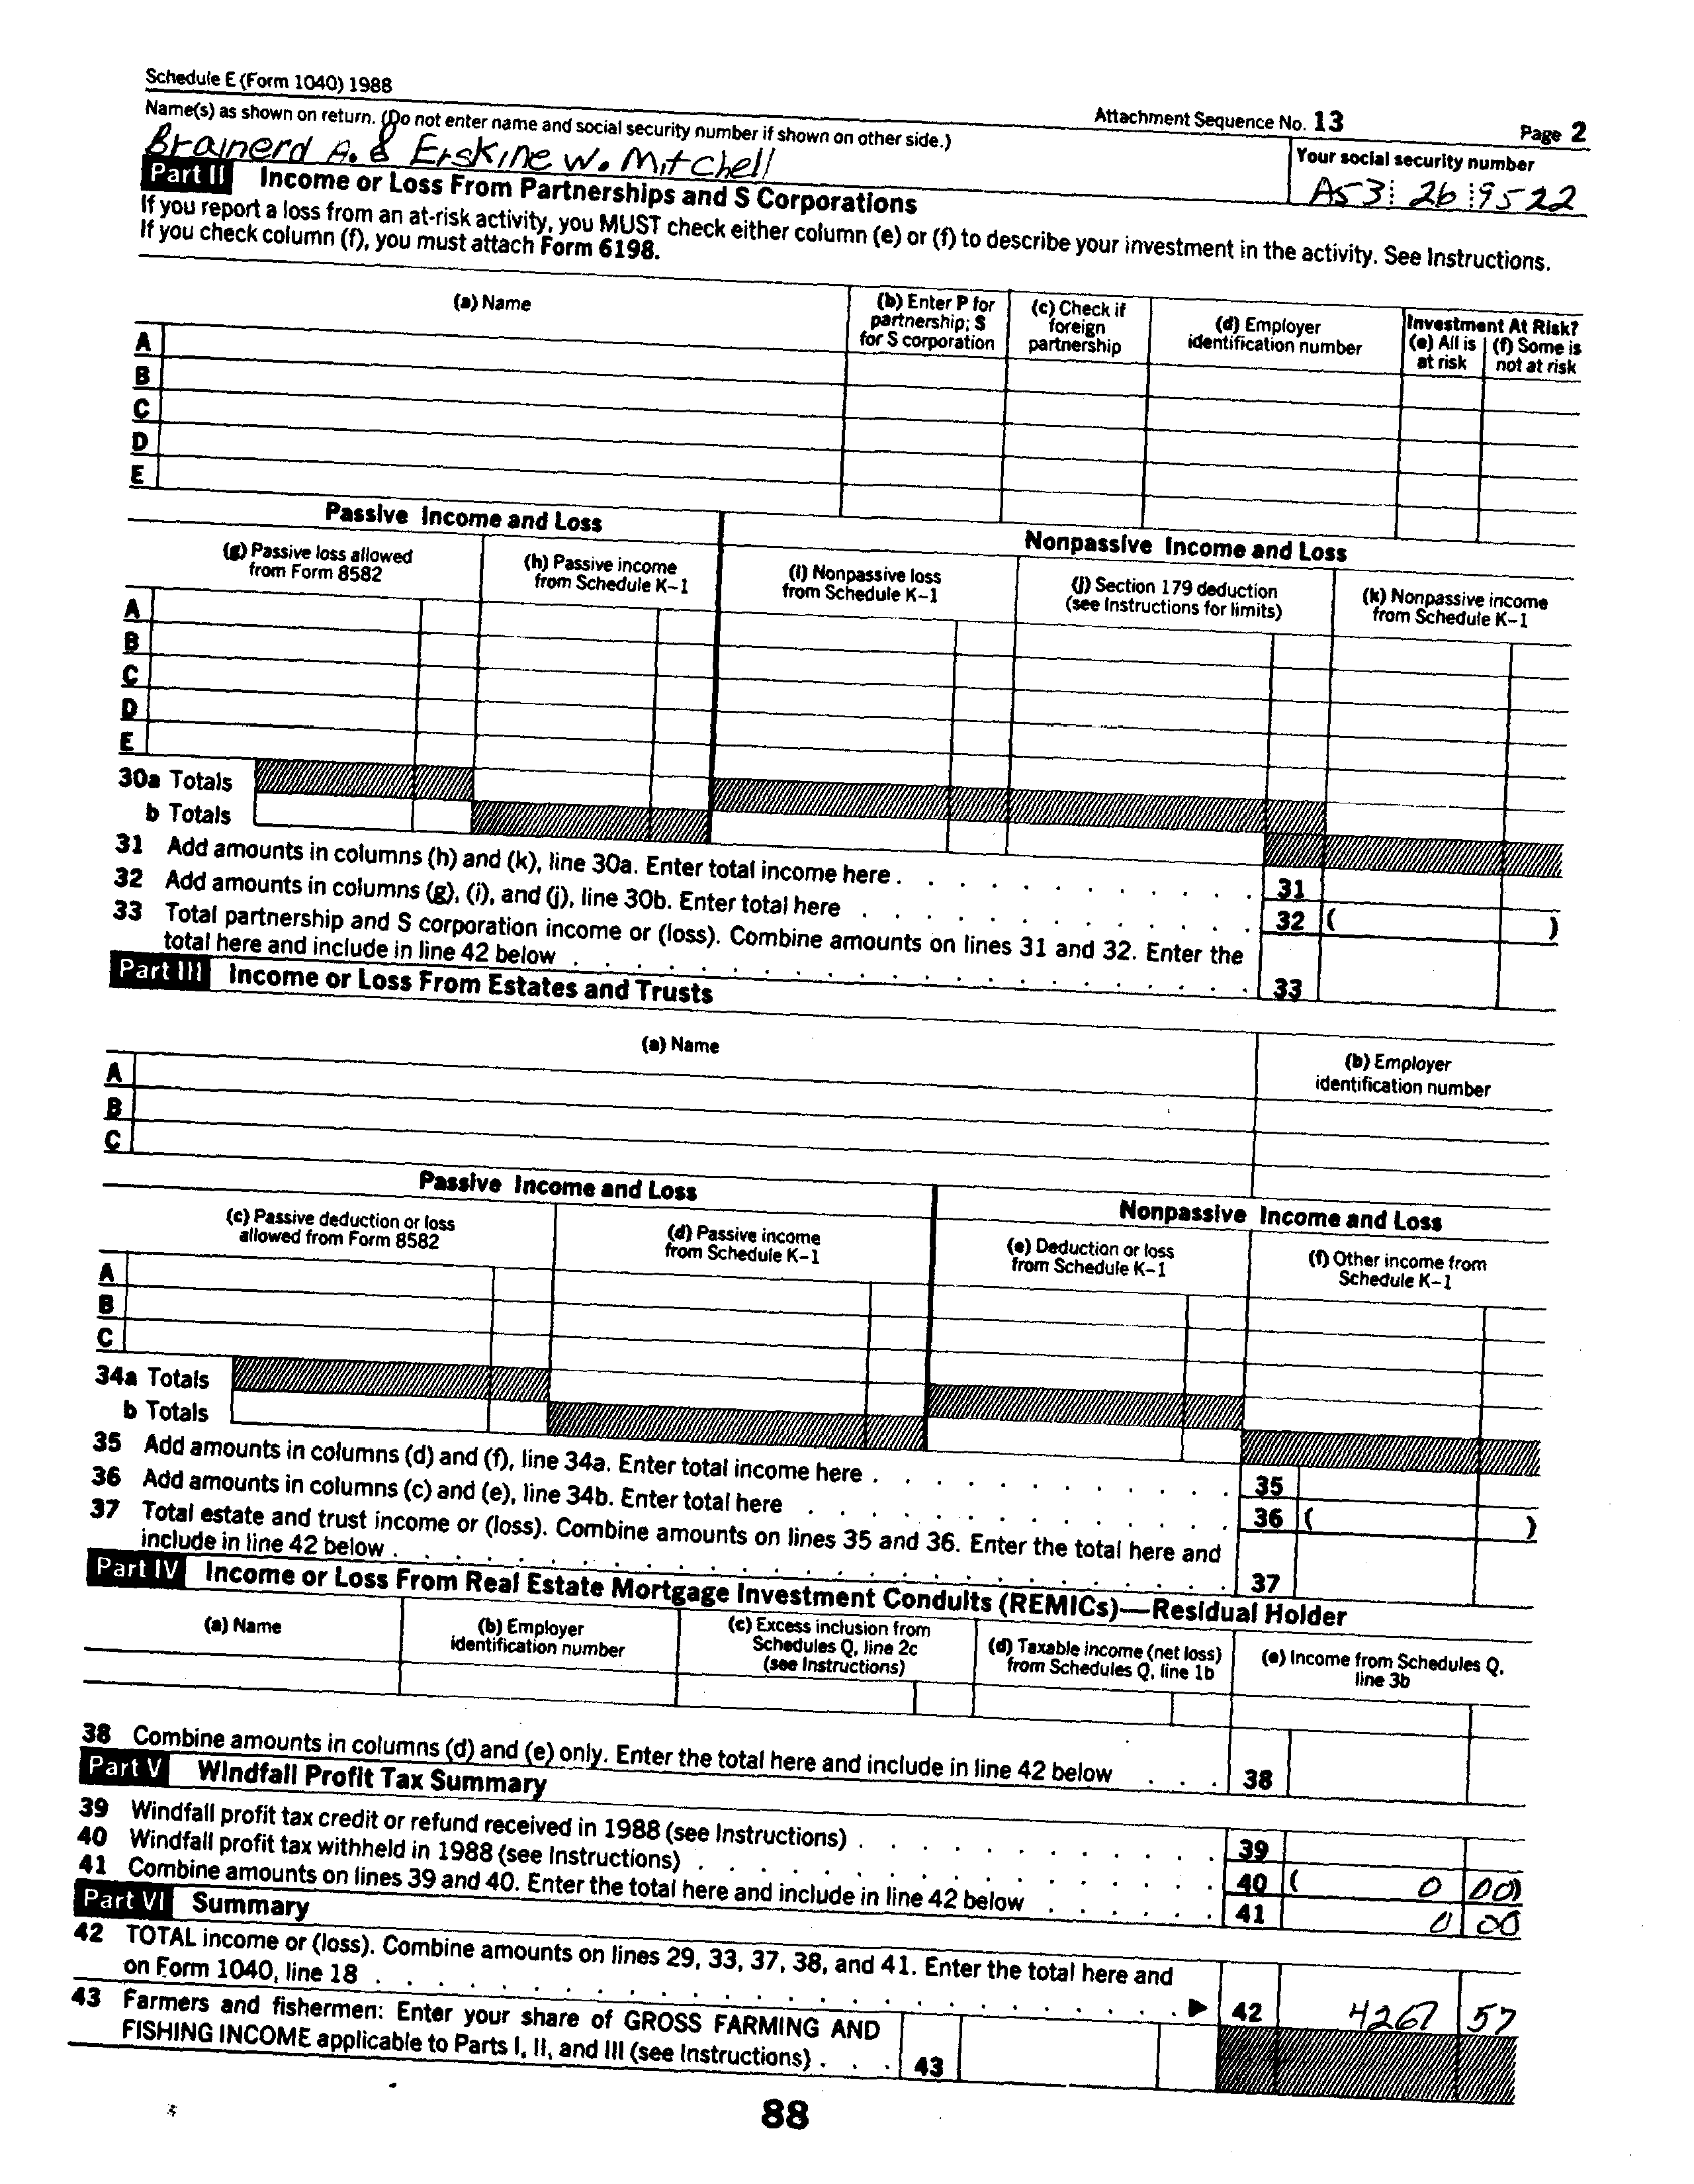 Schedule E (Form 1040) 1988
Attachment Sequence No. 13
Page 2
Name(s) as shown on return. (Do not enter name and social security number if shown on other side.)
Your social security number
Brainerd A. & Erskine W. Mitchell
A53 26 9522
Part II Income or Loss From Partnerships and S Corporations
If you report a loss from an at-risk activity, you MUST check either column (e) or (f) to describe your investment in the activity. See Instructions.
If you check column (f), you must attach Form 6198.
(a) Name
(b) Enter P for partnership; S for S corporation
(c) Check if foreign partnership
(d) Employer identification number
Investment At Risk?
(e) All is at risk
(f) Some is not at risk
A
B
C
D
E
Passive Income and Loss
Nonpassive Income and Loss
(g) Passive loss allowed from Form 8582
(h) Passive income from Schedule K-1
(i) Nonpassive loss from Schedule K-1
(j) Section 179 deduction (see Instructions for limits)
(k) Nonpassive income from Schedule K-1
A
B
C
D
E
30a Totals
b Totals
31 Add amounts in columns (h) and (k), line 30a. Enter total income here . . . . . . . . . . . . 31
32 Add amounts in columns (g), (i), and (j), line 30b. Enter total here . . . . . . . . . . . . . 32 ( )
33 Total partnership and S corporation income or (loss). Combine amounts on lines 31 and 32. Enter the
total here and include in line 42 below . . . . . . . . . . . . . . . . . . . . . . 33
Part III Income or Loss From Estates and Trusts
(a) Name
(b) Employer identification number
A
B
C
Passive Income and Loss
Nonpassive Income and Loss
(c) Passive deduction or loss allowed from Form 8582
(d) Passive income from Schedule K-1
(e) Deduction or loss from Schedule K-1
(f) Other income from Schedule K-1
A
B
C
34a Totals
b Totals
35 Add amounts in columns (d) and (f), line 34a. Enter total income here . . . . . . . . . . . . 35
36 Add amounts in columns (c) and (e), line 34b. Enter total here . . . . . . . . . . . . . . 36 ( )
37 Total estate and trust income or (loss). Combine amounts on lines 35 and 36. Enter the total here and
include in line 42 below . . . . . . . . . . . . . . . . . . . . . . . . . . . 37
Part IV Income or Loss From Real Estate Mortgage Investment Conduits (REMICs)—Residual Holder
(a) Name
(b) Employer identification number
(c) Excess inclusion from Schedules Q, line 2c (see Instructions)
(d) Taxable income (net loss) from Schedules Q, line 1b
(e) Income from Schedules Q, line 3b
38 Combine amounts in columns (d) and (e) only. Enter the total here and include in line 42 below . . . 38
Part V Windfall Profit Tax Summary
39 Windfall profit tax credit or refund received in 1988 (see Instructions) . . . . . . . . . . . . 39
40 Windfall profit tax withheld in 1988 (see Instructions) . . . . . . . . . . . . . . . . . 40 ( 0 00)
41 Combine amounts on lines 39 and 40. Enter the total here and include in line 42 below . . . . . . 41 0 00
Part VI Summary
42 TOTAL income or (loss). Combine amounts on lines 29, 33, 37, 38, and 41. Enter the total here and
on Form 1040, line 18 . . . . . . . . . . . . . . . . . . . . . . . . . . ▶ 42 4267 57
43 Farmers and fishermen: Enter your share of GROSS FARMING AND
FISHING INCOME applicable to Parts I, II, and III (see Instructions) . . . 43
88